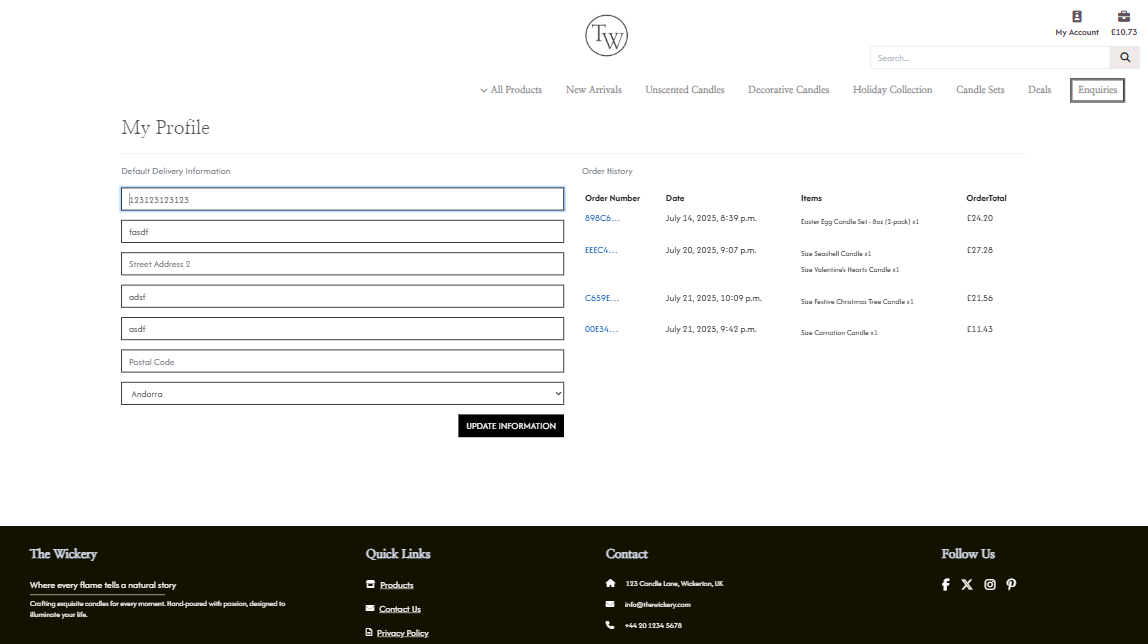 TW
My Account
£10.73
Search...
All Products New Arrivals Unscented Candles Decorative Candles Holiday Collection Candle Sets Deals Enquiries
My Profile
Default Delivery Information
123123123123
fasdf
Street Address 2
adsf
asdf
Postal Code
Andorra
UPDATE INFORMATION
Order History
Order Number Date Items OrderTotal
898C6... July 14, 2025, 8:39 p.m. Easter Egg Candle Set - 8oz (2-pack) x1 £24.20
EEEC4... July 20, 2025, 9:07 p.m. Size Seashell Candle x1 £27.28
Size Valentine's Hearts Candle x1
C659E... July 21, 2025, 10:09 p.m. Size Festive Christmas Tree Candle x1 £21.56
00E34... July 21, 2025, 9:42 p.m. Size Carnation Candle x1 £11.43
The Wickery
Where every flame tells a natural story
Crafting exquisite candles for every moment. Hand-poured with passion, designed to
illuminate your life.
Quick Links
Products
Contact Us
Privacy Policy
Contact
123 Candle Lane, Wickerton, UK
info@thewickery.com
+44 20 1234 5678
Follow Us